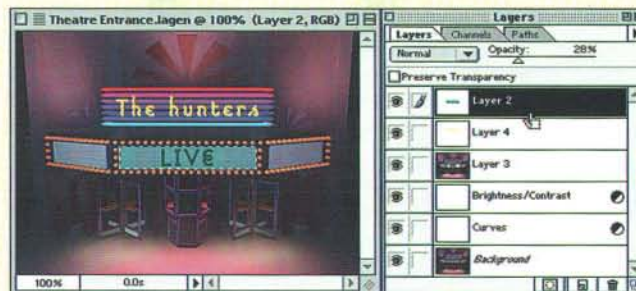 Theatre Entrance.lagen @ 100% (Layer 2, RGB)
The hunters
LIVE
100% 0.0s
Layers
Layers Channels Paths
Normal Opacity: 28%
Preserve Transparency
Layer 2
Layer 4
Layer 3
Brightness/Contrast
Curves
Background